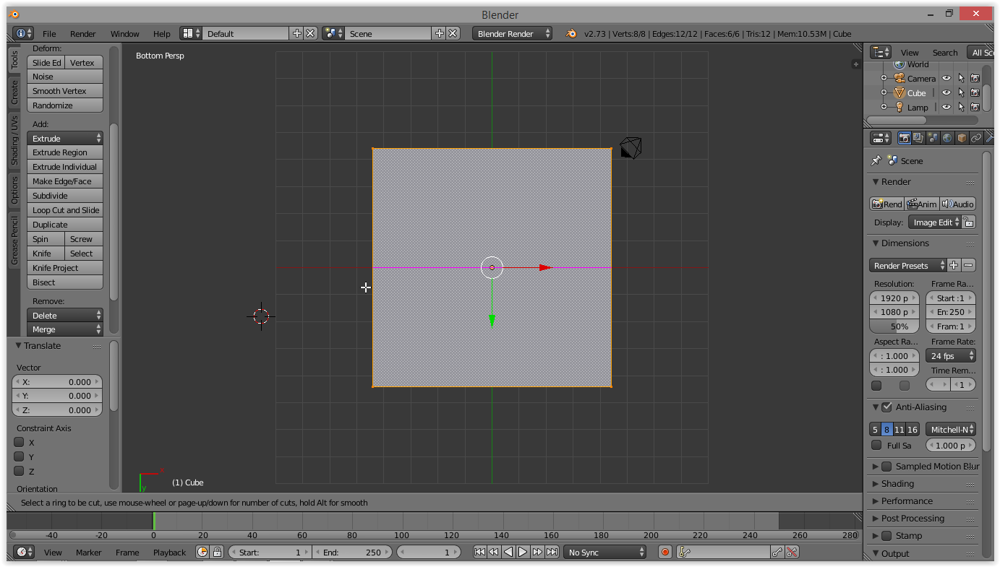 Blender
File Render Window Help Default Scene Blender Render v2.73 | Verts:8/8 | Edges:12/12 | Faces:6/6 | Tris:12 | Mem:10.53M | Cube
Tools
Create
Shading / UVs
Options
Grease Pencil
Deform:
Slide Ed Vertex
Noise
Smooth Vertex
Randomize
Add:
Extrude
Extrude Region
Extrude Individual
Make Edge/Face
Subdivide
Loop Cut and Slide
Duplicate
Spin Screw
Knife Select
Knife Project
Bisect
Remove:
Delete
Merge
Translate
Vector
X: 0.000
Y: 0.000
Z: 0.000
Constraint Axis
X
Y
Z
Orientation
Bottom Persp
y
(1) Cube
View Search All Sc
World
Camera
Cube
Lamp
Scene
Render
Rend Anim Audio
Display: Image Edit
Dimensions
Render Presets
Resolution: Frame Ra...
1920 p Start :1
1080 p En: 250
50% Fram: 1
Aspect Ra... Frame Rate:
: 1.000 24 fps
: 1.000 Time Rem...
1
Anti-Aliasing
5 8 11 16 Mitchell-N
Full Sa 1.000 p
Sampled Motion Blur
Shading
Performance
Post Processing
Stamp
Output
Select a ring to be cut, use mouse-wheel or page-up/down for number of cuts, hold Alt for smooth
-40 -20 0 20 40 60 80 100 120 140 160 180 200 220 240 260 280
View Marker Frame Playback Start: 1 End: 250 1 No Sync